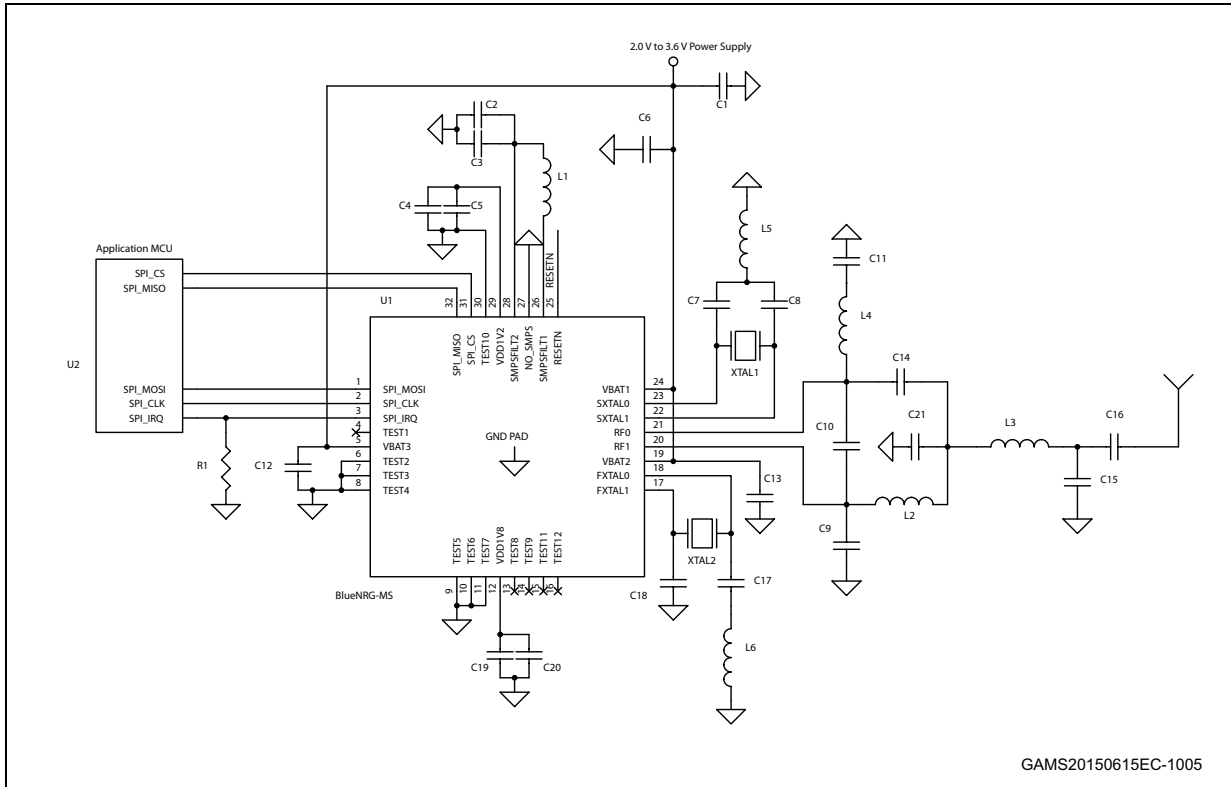 2.0 V to 3.6 V Power Supply
C1
C2
C3
C6
L1
C4
C5
L5
C7
C8
XTAL1
C11
L4
C14
C21
C10
L3
C16
C15
L2
C9
Application MCU
SPI_CS
SPI_MISO
U2
SPI_MOSI
SPI_CLK
SPI_IRQ
R1
C12
U1
RESETN
32
31
30
29
28
27
26
25
SPI_MISO
SPI_CS
TEST10
VDD1V2
SMPSFILT2
NO_SMPS
SMPSFILT1
RESETN
1 SPI_MOSI
2 SPI_CLK
3 SPI_IRQ
4 TEST1
5 VBAT3
6 TEST2
7 TEST3
8 TEST4
GND PAD
VBAT1 24
SXTAL0 23
SXTAL1 22
RF0 21
RF1 20
VBAT2 19
FXTAL0 18
FXTAL1 17
TEST5
TEST6
TEST7
VDD1V8
TEST8
TEST9
TEST11
TEST12
9
10
11
12
13
14
15
16
BlueNRG-MS
C13
XTAL2
C18
C17
L6
C19
C20
GAMS20150615EC-1005